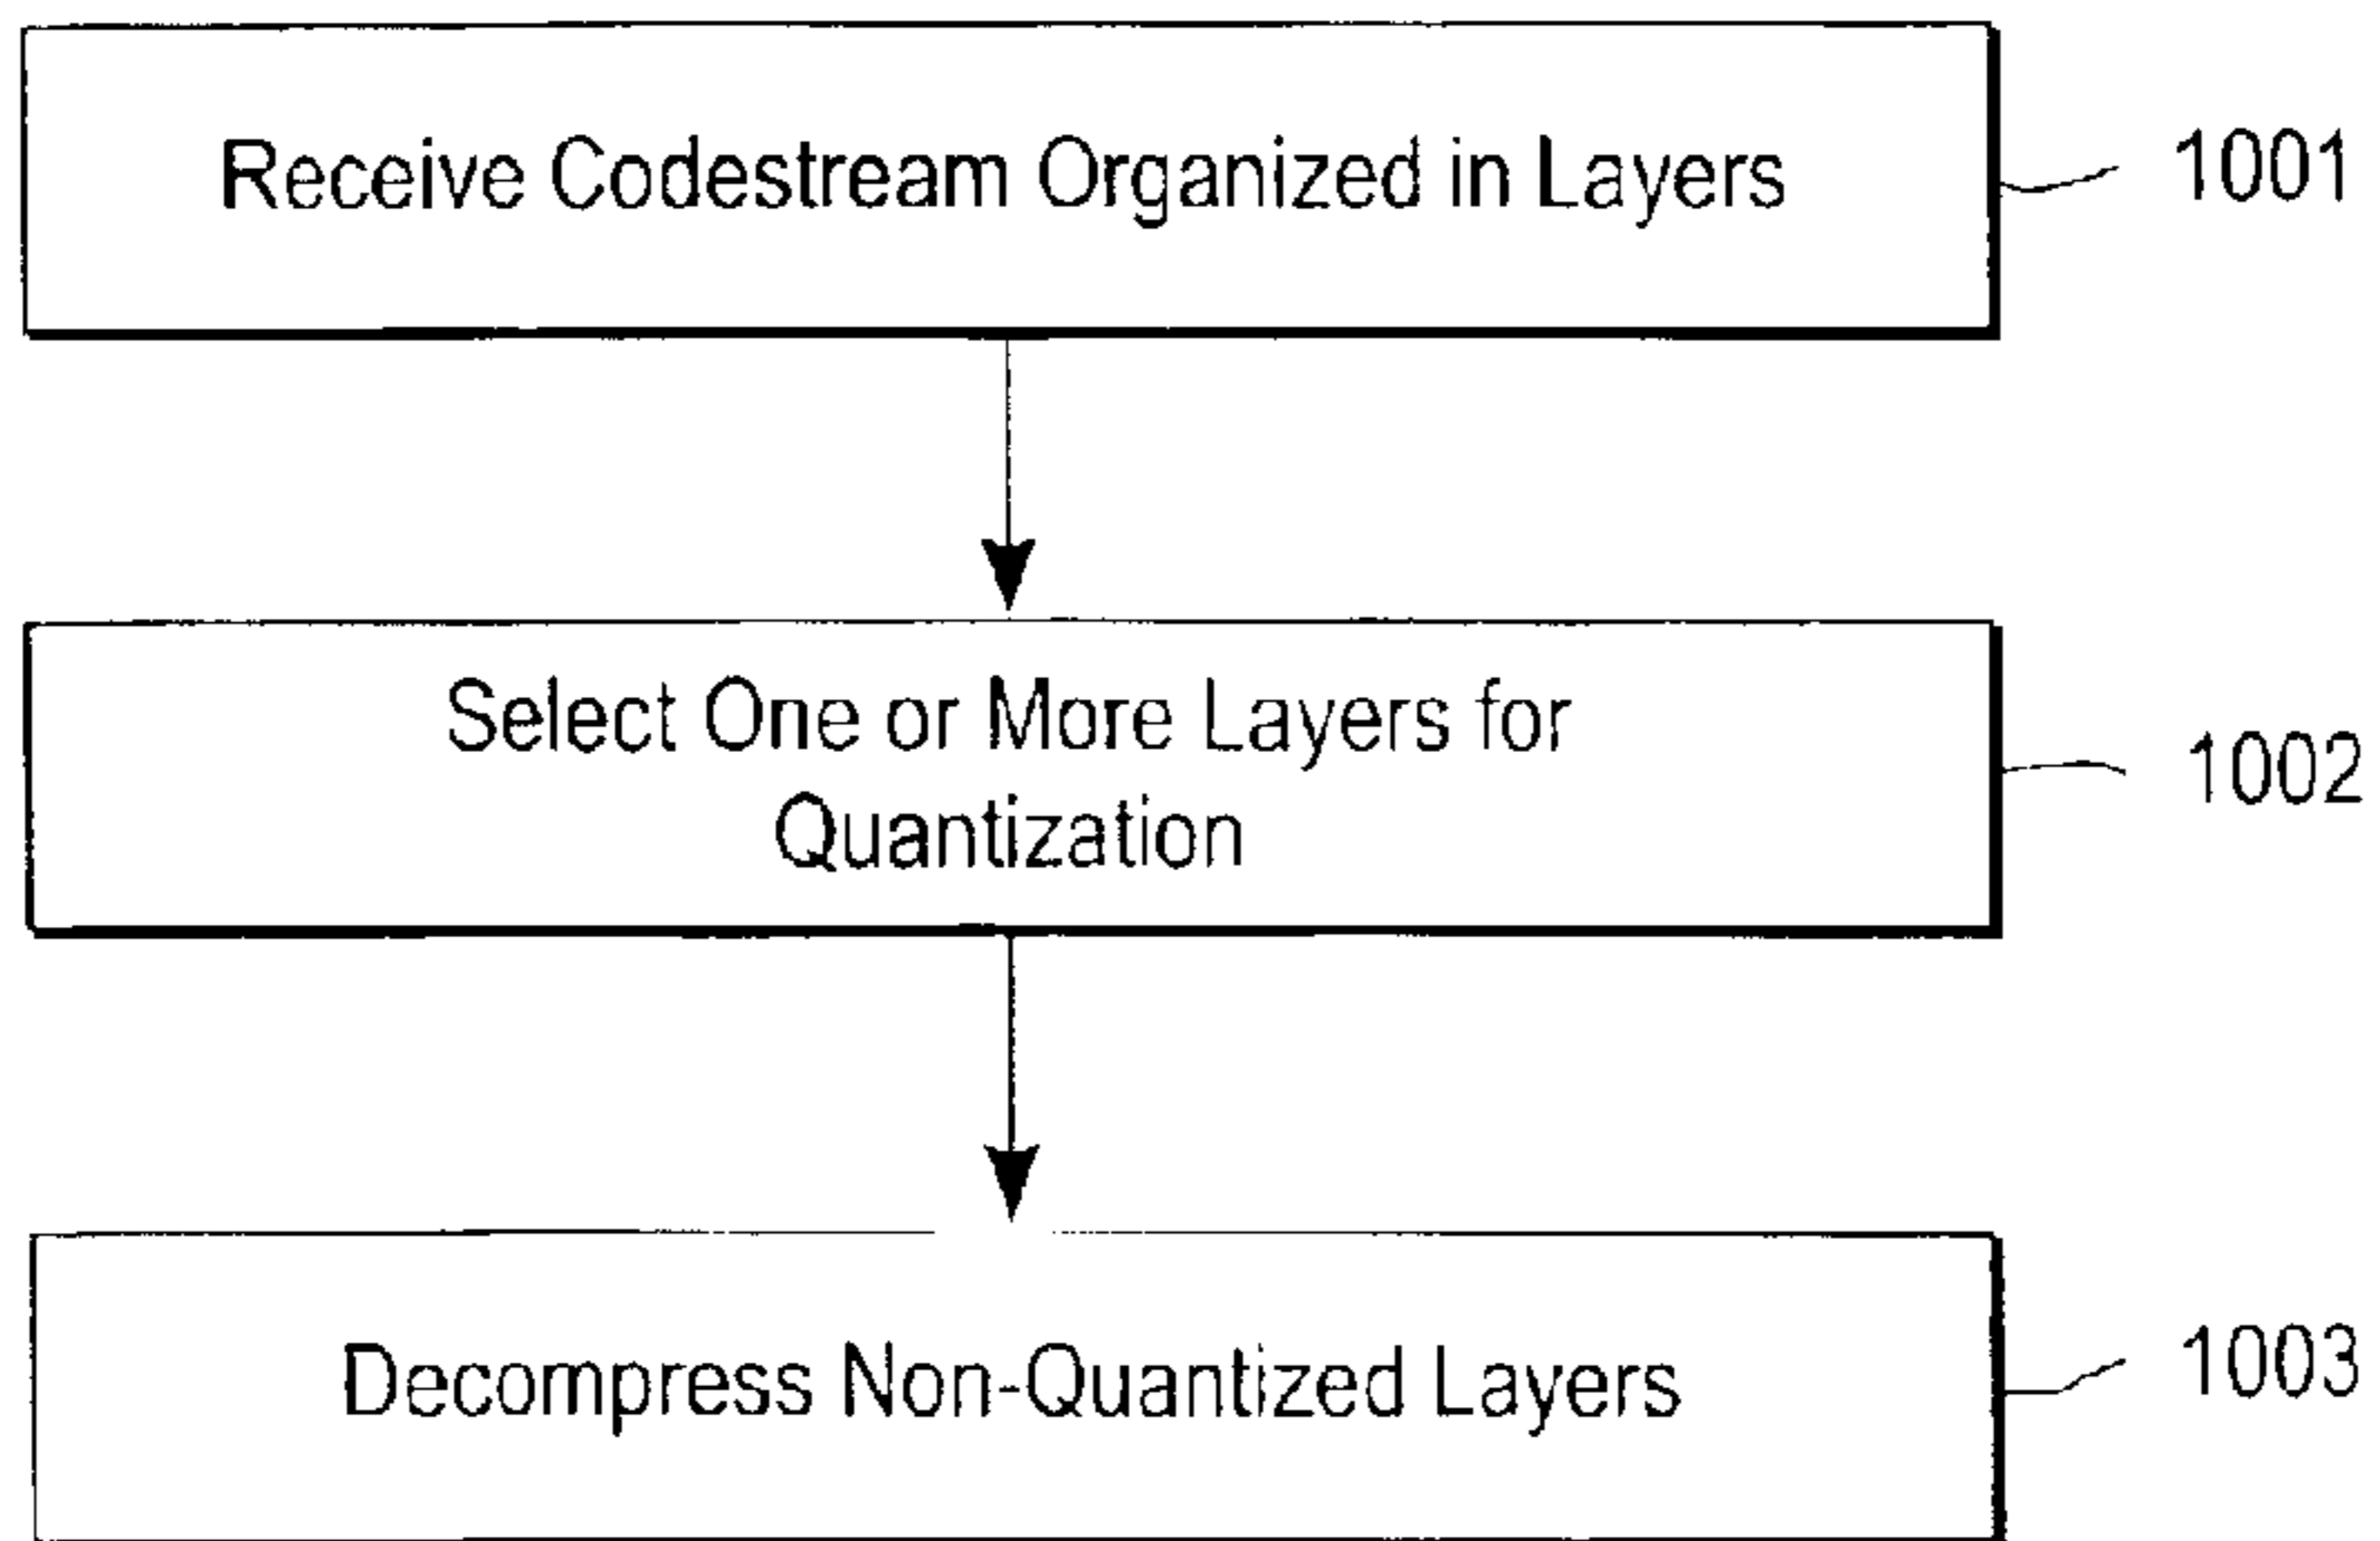 Receive Codestream Organized in Layers
1001
Select One or More Layers for
Quantization
1002
Decompress Non-Quantized Layers
1003